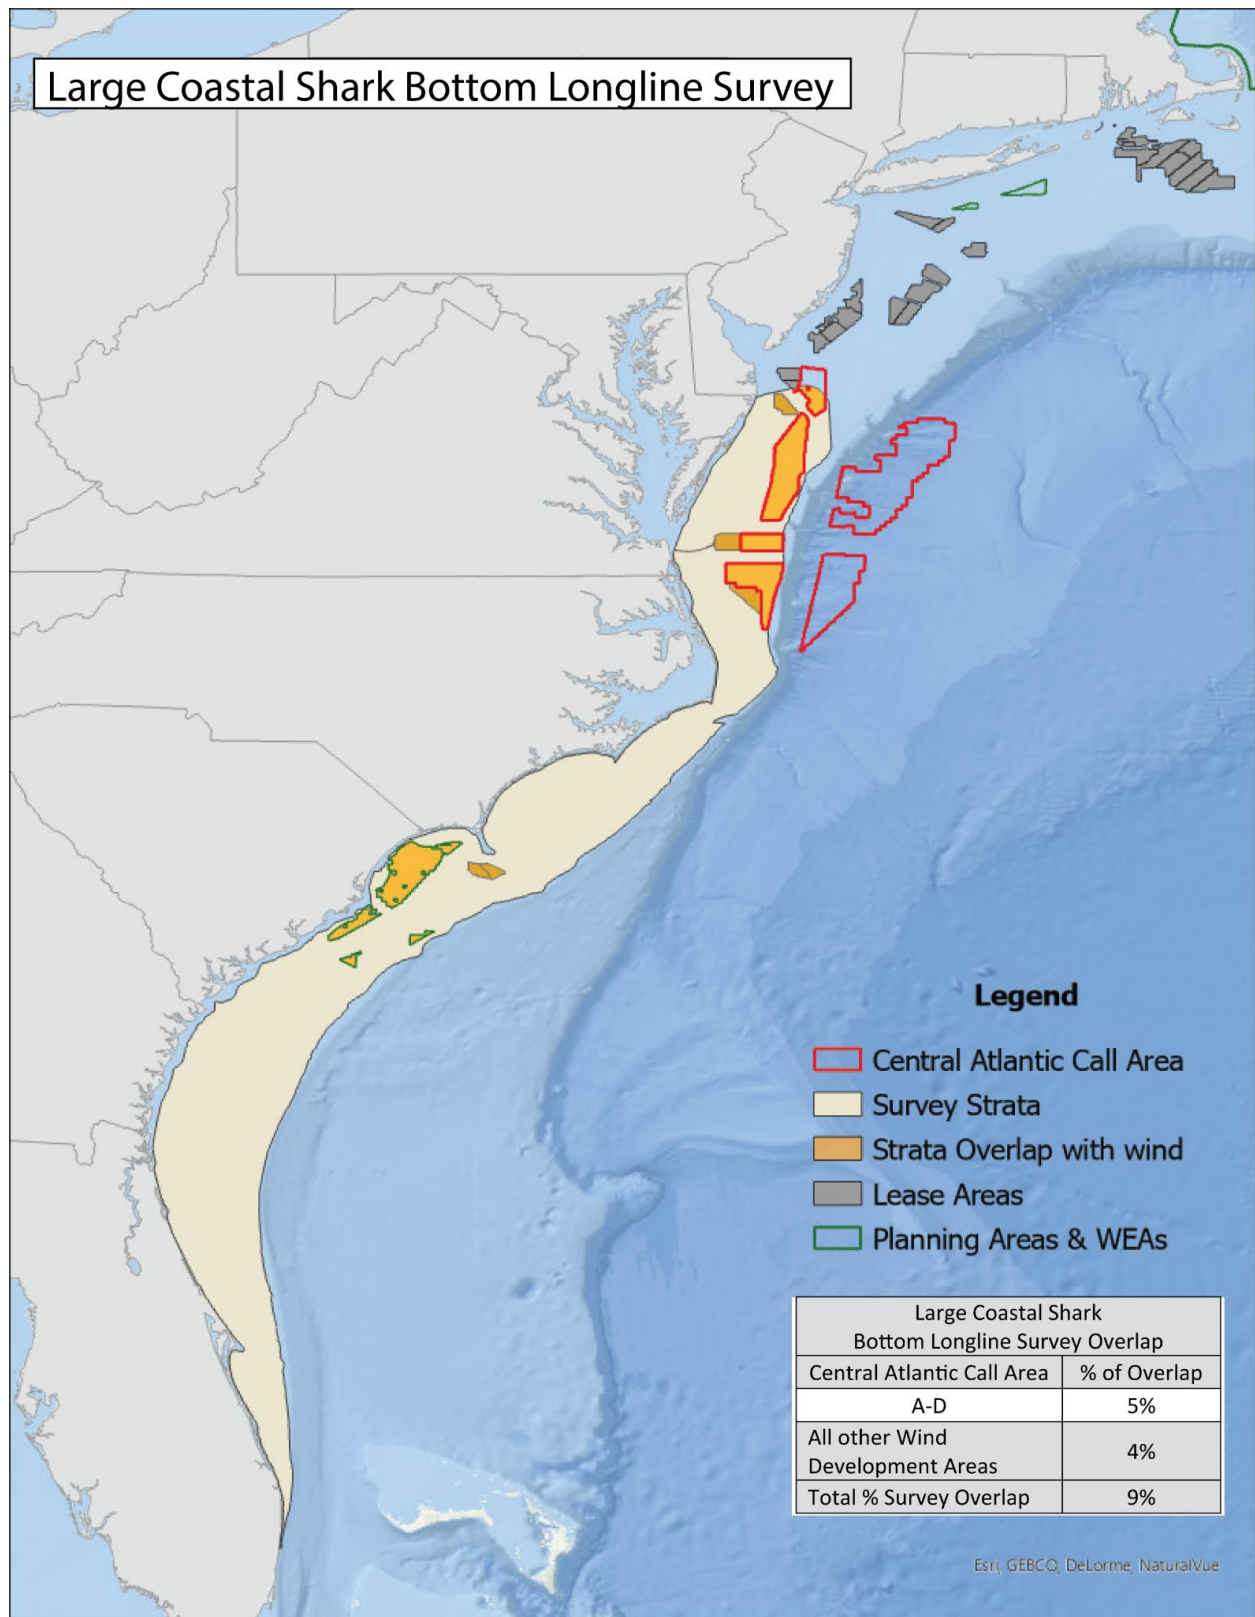 Large Coastal Shark Bottom Longline Survey
Legend
Central Atlantic Call Area
Survey Strata
Strata Overlap with wind
Lease Areas
Planning Areas & WEAs
Large Coastal Shark
Bottom Longline Survey Overlap
Central Atlantic Call Area % of Overlap
A-D 5%
All other Wind
Development Areas 4%
Total % Survey Overlap 9%
Esri, GEBCO, DeLorme, NaturalVue